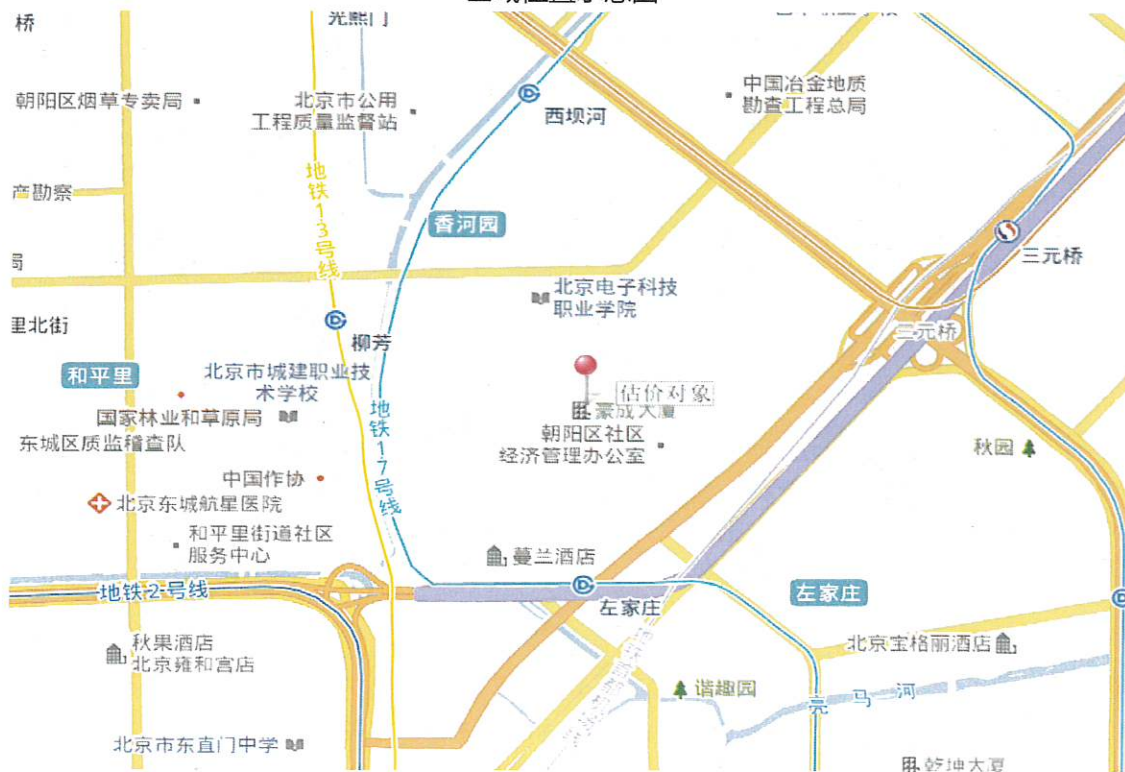 桥
光熙门
朝阳区烟草专卖局
北京市公用
工程质量监督站
西坝河
中国冶金地质
勘查工程总局
产勘察
地铁13号线
香河园
三元桥
局
北京电子科技
职业学院
里北街
柳芳
三元桥
和平里
北京市城建职业技
术学校
估价对象
国家林业和草原局
豪成大厦
东城区质监稽查队
地铁17号线
朝阳区社区
经济管理办公室
秋园
中国作协
北京东城航星医院
和平里街道社区
服务中心
蔓兰酒店
地铁2号线
左家庄
左家庄
秋果酒店
北京雍和宫店
北京宝格丽酒店
谐趣园
亮马河
北京市东直门中学
乾坤大厦